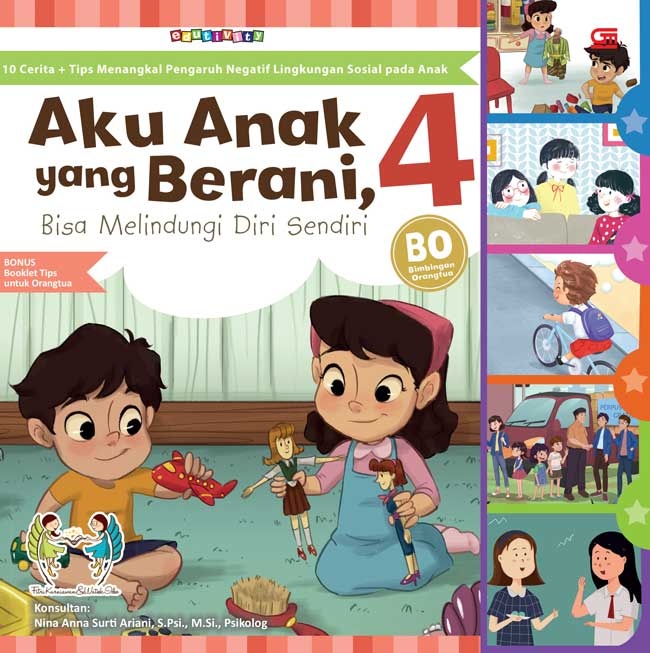 edutivity
10 Cerita + Tips Menangkal Pengaruh Negatif Lingkungan Sosial pada Anak
Aku Anak
yang Berani, 4
Bisa Melindungi Diri Sendiri
BO
Bimbingan
Orangtua
BONUS
Booklet Tips
untuk Orangtua
Konsultan:
Nina Anna Surti Ariani, S.Psi., M.Si., Psikolog